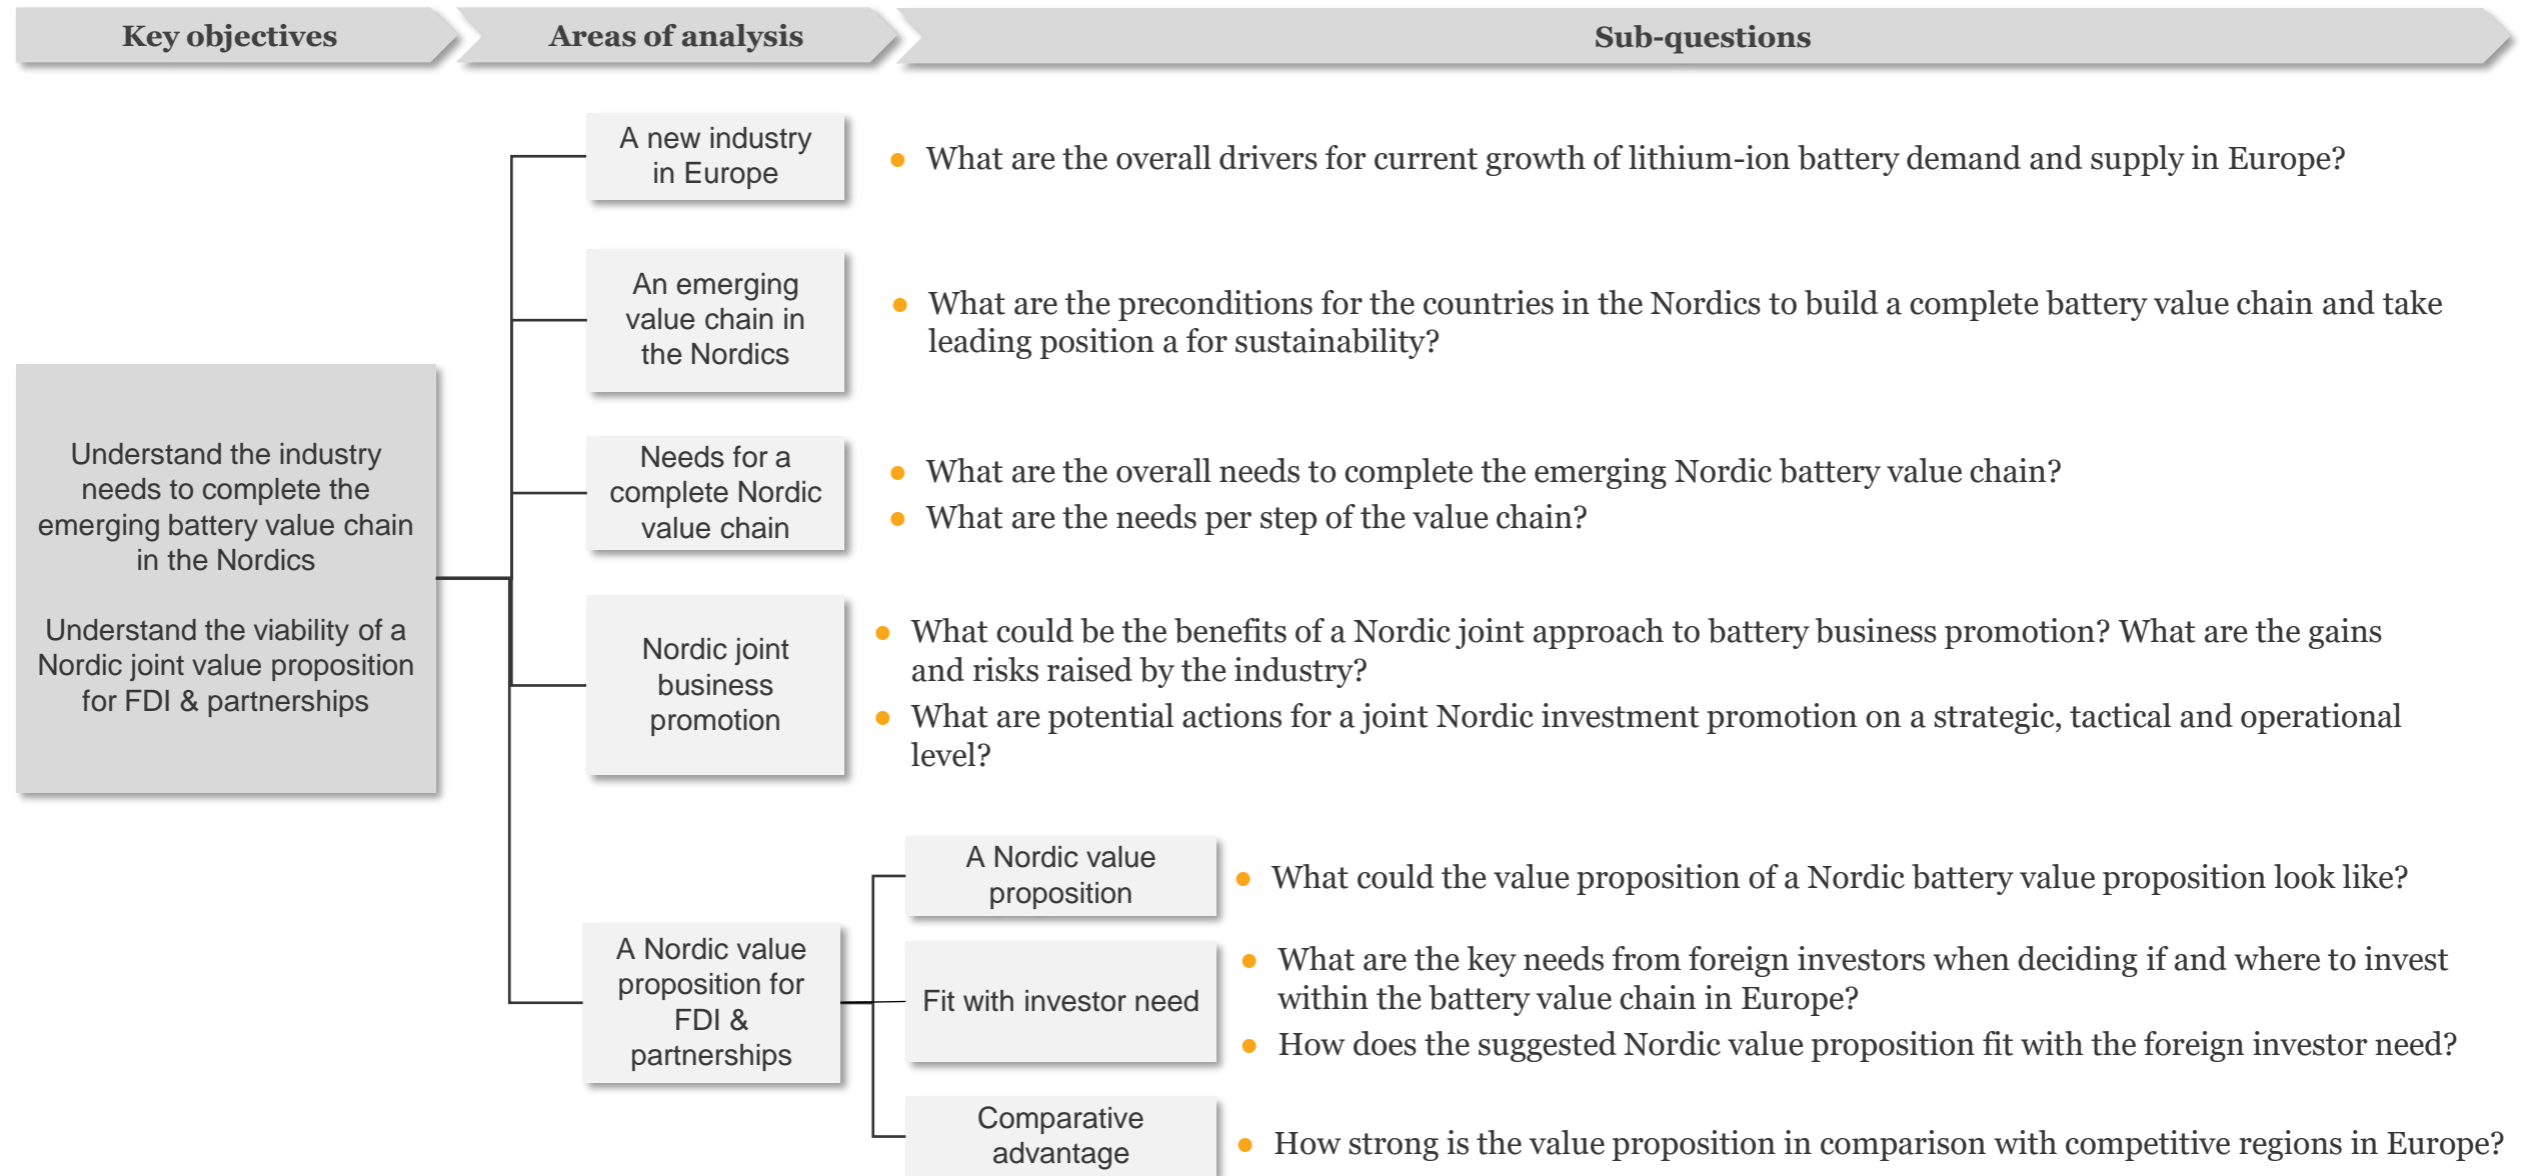 Key objectives
Areas of analysis
Sub-questions
Understand the industry
needs to complete the
emerging battery value chain
in the Nordics
Understand the viability of a
Nordic joint value proposition
for FDI & partnerships
A new industry
in Europe
What are the overall drivers for current growth of lithium-ion battery demand and supply in Europe?
An emerging
value chain in
the Nordics
What are the preconditions for the countries in the Nordics to build a complete battery value chain and take
leading position a for sustainability?
Needs for a
complete Nordic
value chain
What are the overall needs to complete the emerging Nordic battery value chain?
What are the needs per step of the value chain?
Nordic joint
business
promotion
What could be the benefits of a Nordic joint approach to battery business promotion? What are the gains
and risks raised by the industry?
What are potential actions for a joint Nordic investment promotion on a strategic, tactical and operational
level?
A Nordic value
proposition for
FDI &
partnerships
A Nordic value
proposition
What could the value proposition of a Nordic battery value proposition look like?
Fit with investor need
What are the key needs from foreign investors when deciding if and where to invest
within the battery value chain in Europe?
How does the suggested Nordic value proposition fit with the foreign investor need?
Comparative
advantage
How strong is the value proposition in comparison with competitive regions in Europe?